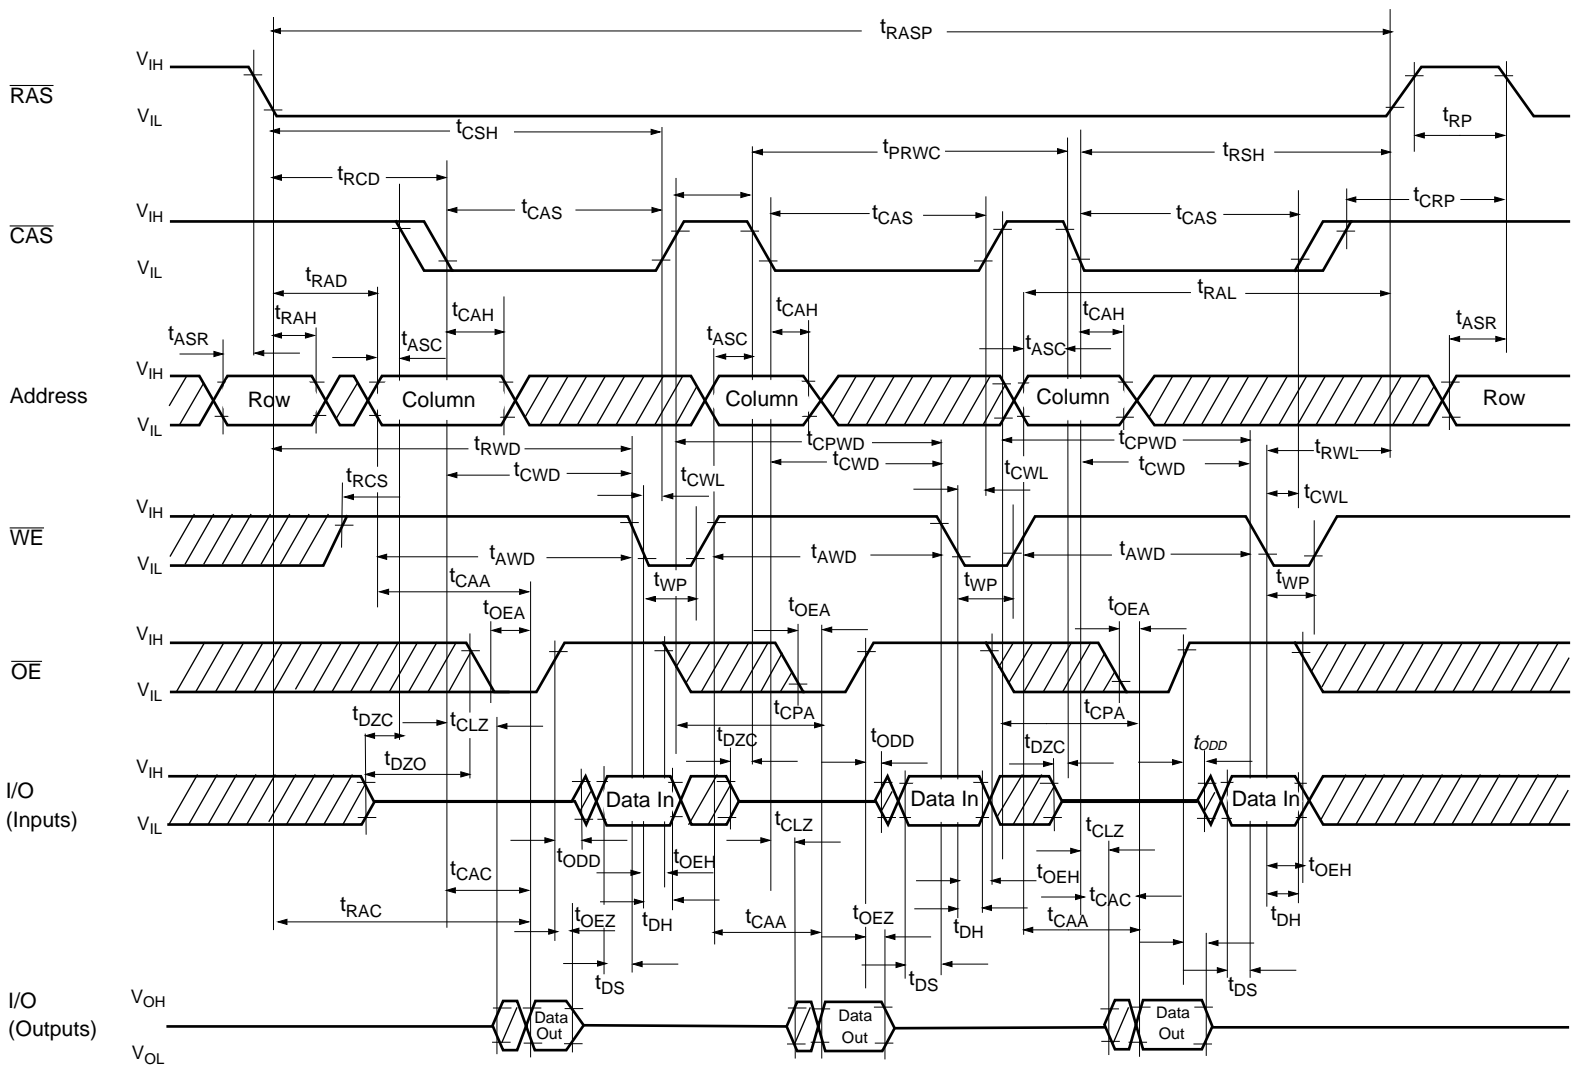 tRASP
VIH
RAS
VIL
tCSH
tPRWC
tRSH
tRP
tRCD
tCRP
VIH
tCAS
tCAS
tCAS
CAS
VIL
tRAD
tRAL
tRAH
tCAH
tCAH
tCAH
tASR
tASC
tASC
tASC
tASR
VIH
Address
Row
Column
Column
Column
Row
VIL
tRWD
tCPWD
tCPWD
tRWL
tCWD
tCWD
tCWD
tRCS
tCWL
tCWL
tCWL
VIH
WE
VIL
tAWD
tAWD
tAWD
tCAA
tWP
tWP
tWP
tOEA
tOEA
tOEA
VIH
OE
VIL
tDZC
tCLZ
tCPA
tCPA
tDZO
tDZC
tODD
tDZC
tODD
VIH
I/O
(Inputs)
Data In
Data In
Data In
VIL
tCLZ
tCLZ
tODD
tOEH
tOEH
tOEH
tCAC
tCAC
tRAC
tOEZ
tDH
tCAA
tOEZ
tDH
tCAA
tDH
tDS
tDS
tDS
VOH
I/O
(Outputs)
Data
Out
Data
Out
Data
Out
VOL